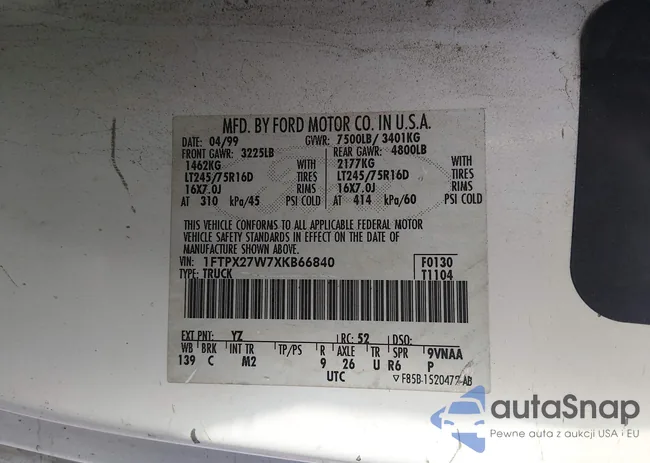 MFD. BY FORD MOTOR CO. IN U.S.A.
DATE: 04/99 GVWR: 7500LB/ 3401KG
FRONT GAWR: 3225LB REAR GAWR: 4800LB
1462KG WITH 2177KG WITH
LT245/75R16D TIRES LT245/75R16D TIRES
16X7.0J RIMS 16X7.0J RIMS
AT 310 kPa/45 PSI COLD AT 414 kPa/60 PSI COLD
THIS VEHICLE CONFORMS TO ALL APPLICABLE FEDERAL MOTOR
VEHICLE SAFETY STANDARDS IN EFFECT ON THE DATE OF
MANUFACTURE SHOWN ABOVE.
VIN: 1FTPX27W7XKB66840 F0130
TYPE: TRUCK T1104
EXT PNT: YZ RC: 52 DSO:
WB BRK INT TR TP/PS R AXLE TR SPR 9VNAA
139 C M2 9 26 U R6 P
UTC ▽F85B-1520472-AB
autaSnap
Pewne auta z aukcji USA i EU